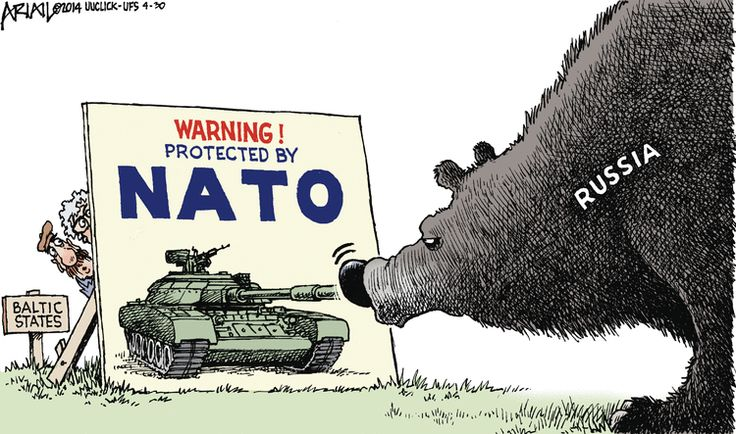 ARIAIL ©2014 UUCLICK-UFS 4-30
WARNING!
PROTECTED BY
NATO
RUSSIA
BALTIC
STATES